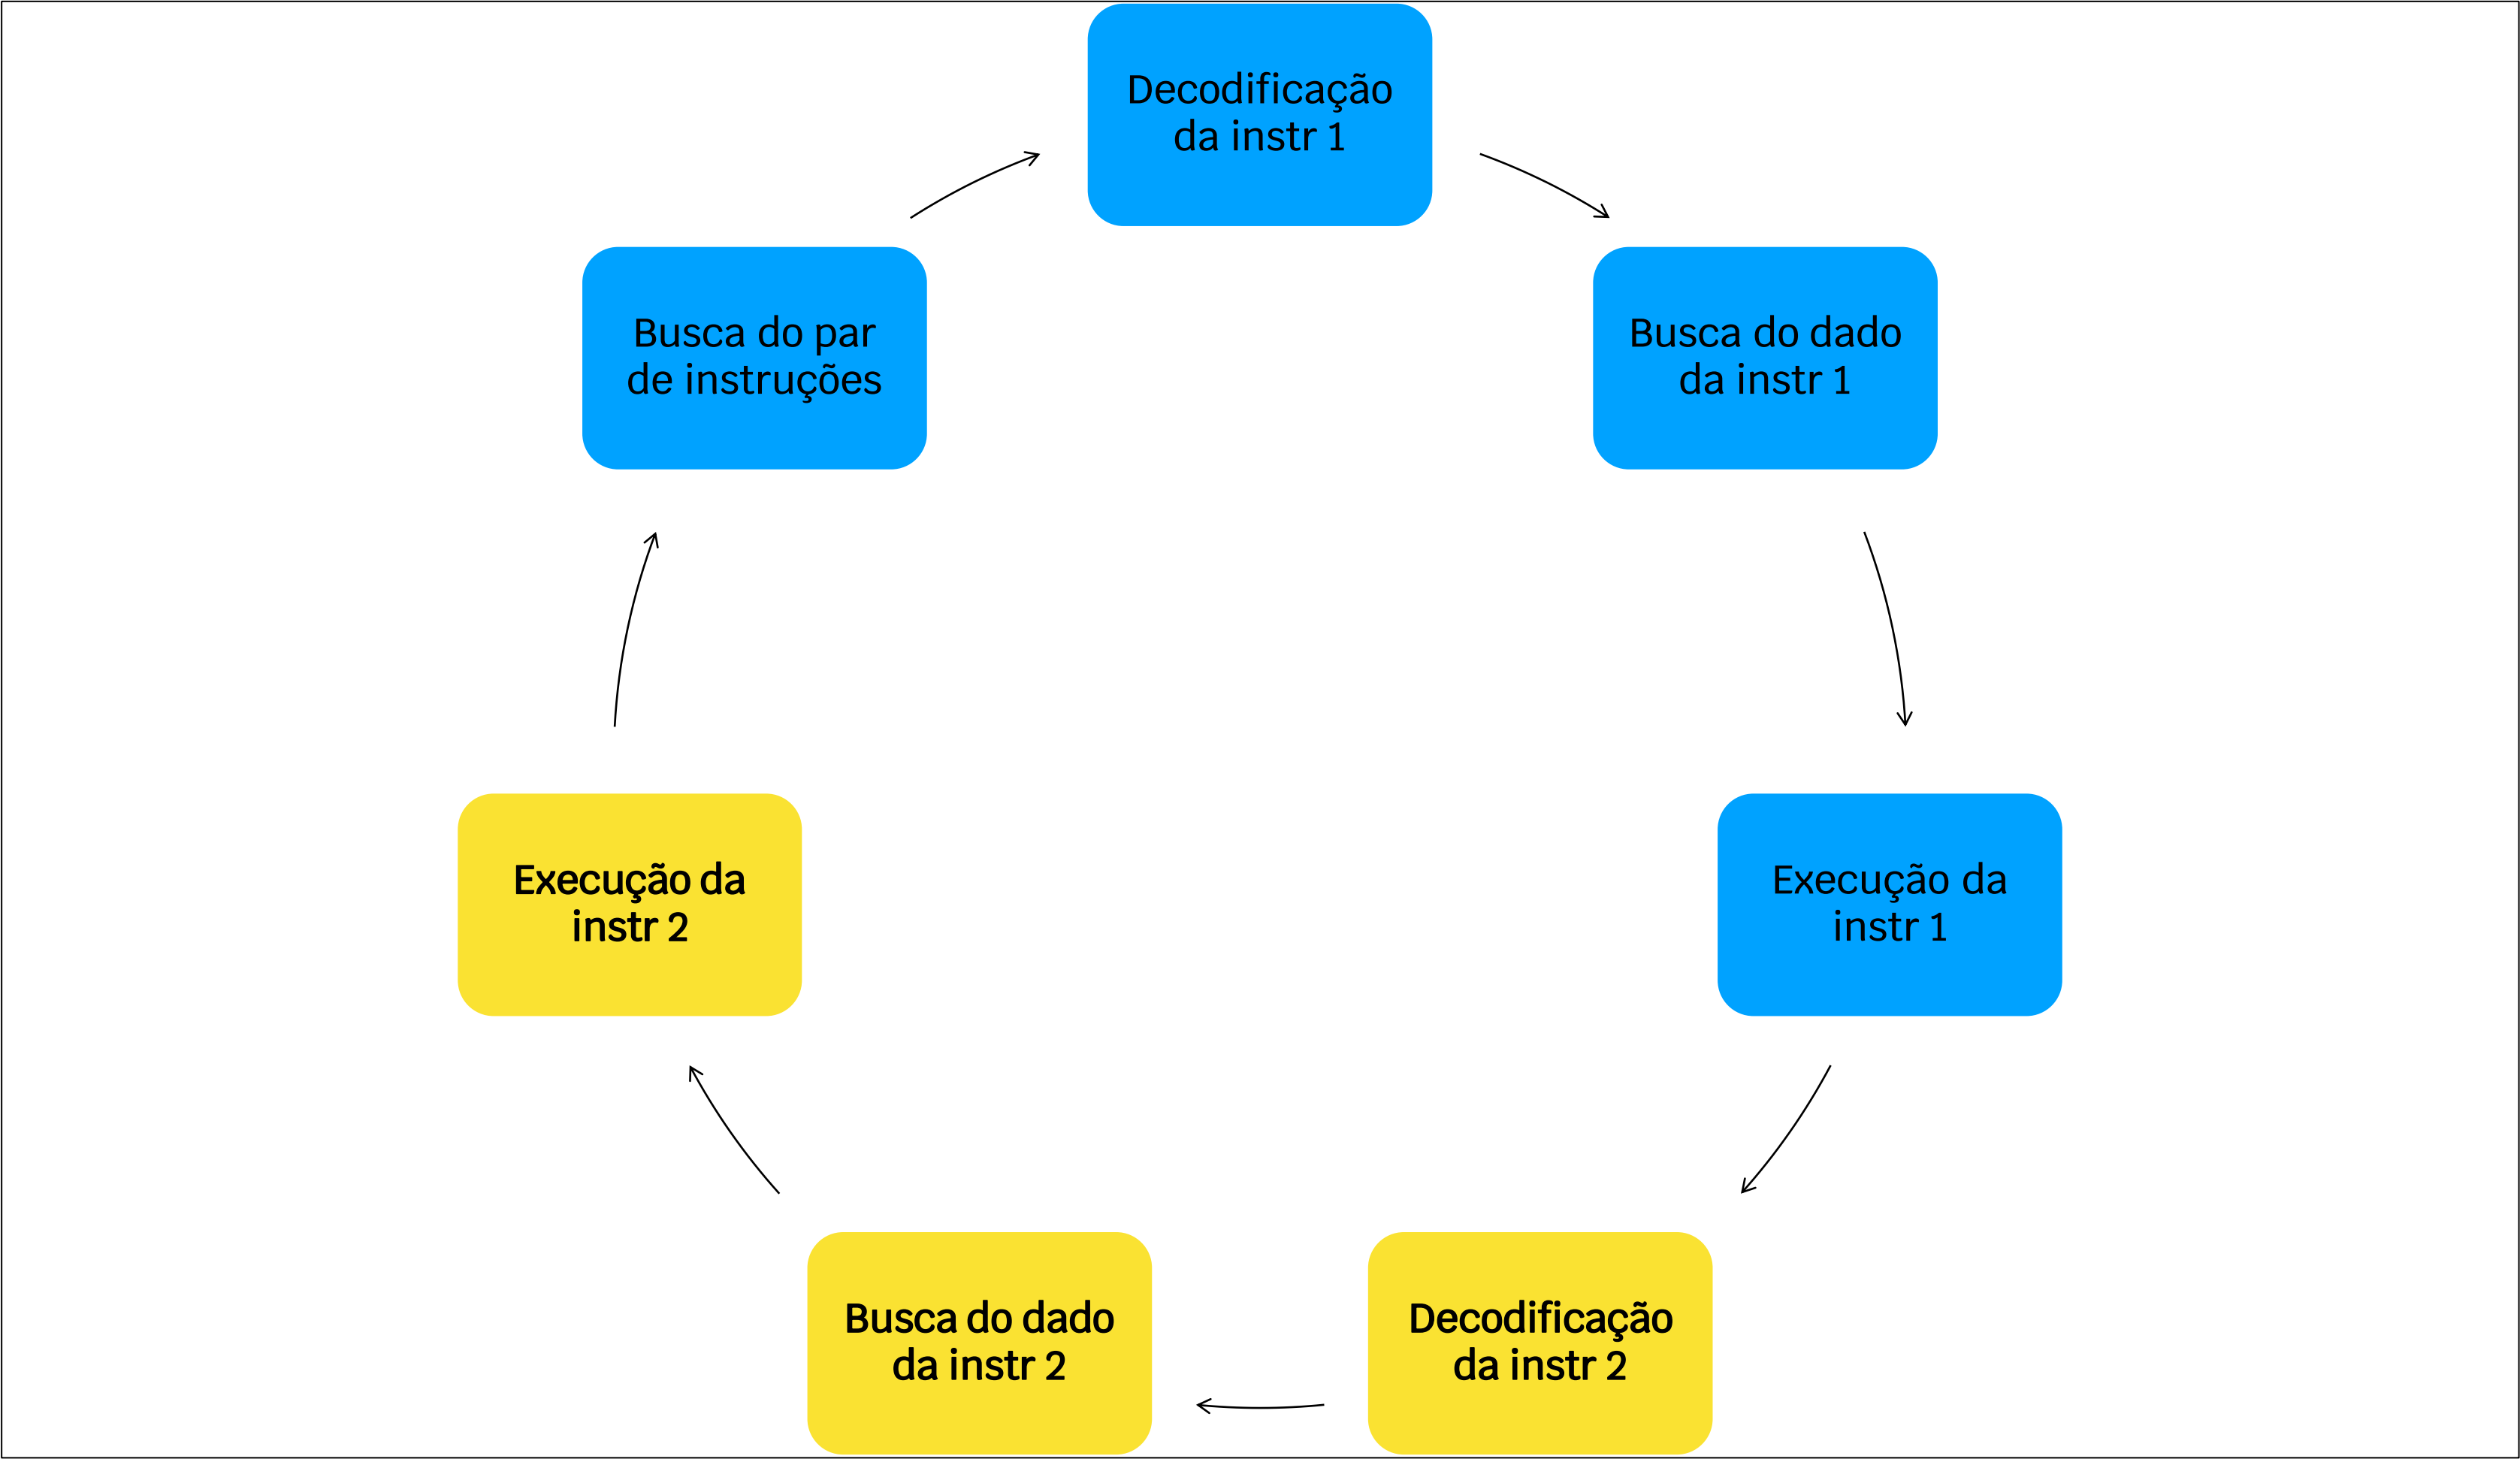 Decodificação
da instr 1
Busca do par
de instruções
Busca do dado
da instr 1
Execução da
instr 2
Execução da
instr 1
Busca do dado
da instr 2
Decodificação
da instr 2